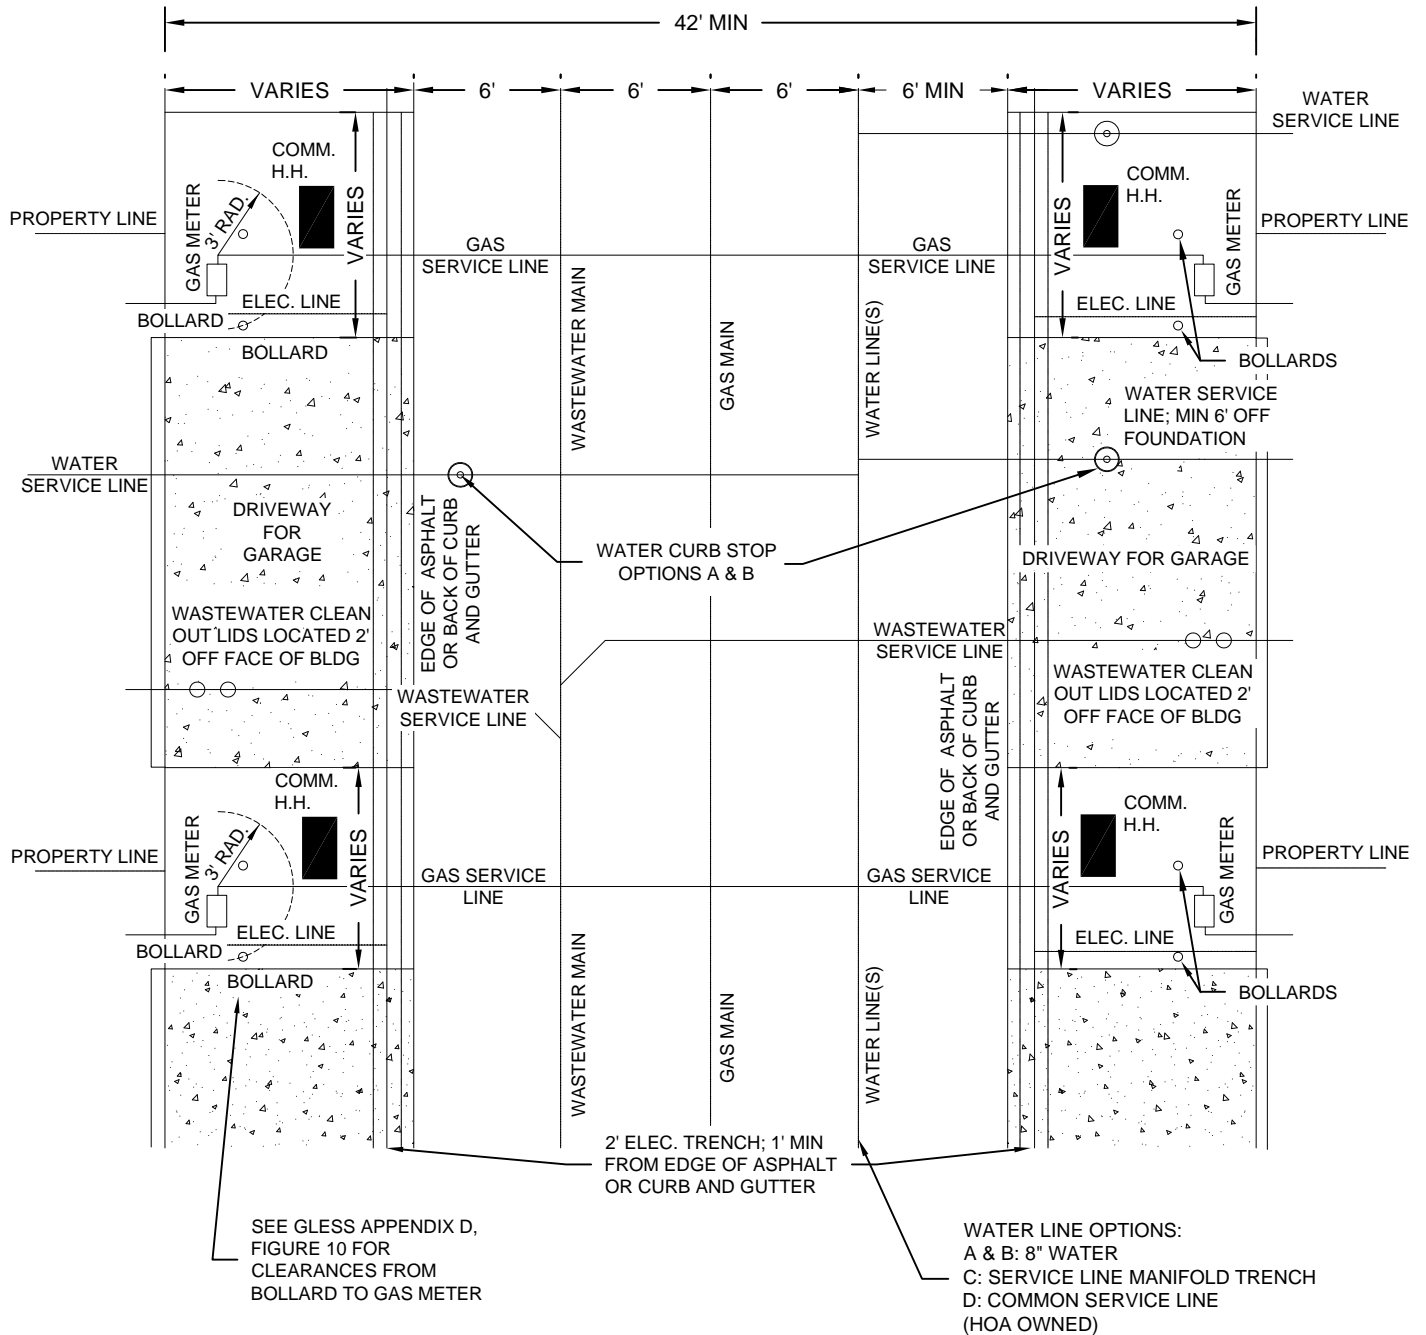 42' MIN
VARIES
6'
6'
6'
6' MIN
VARIES
WATER
SERVICE LINE
COMM.
H.H.
COMM.
H.H.
PROPERTY LINE
GAS METER
3' RAD.
VARIES
GAS
SERVICE LINE
GAS
SERVICE LINE
VARIES
GAS METER
PROPERTY LINE
ELEC. LINE
BOLLARD
BOLLARD
ELEC. LINE
BOLLARDS
WASTEWATER MAIN
GAS MAIN
WATER LINE(S)
WATER SERVICE
LINE; MIN 6' OFF
FOUNDATION
WATER
SERVICE LINE
DRIVEWAY
FOR
GARAGE
EDGE OF ASPHALT
OR BACK OF CURB
AND GUTTER
WATER CURB STOP
OPTIONS A & B
DRIVEWAY FOR GARAGE
WASTEWATER CLEAN
OUT LIDS LOCATED 2'
OFF FACE OF BLDG
WASTEWATER
SERVICE LINE
WASTEWATER
SERVICE LINE
WASTEWATER CLEAN
OUT LIDS LOCATED 2'
OFF FACE OF BLDG
EDGE OF ASPHALT
OR BACK OF CURB
AND GUTTER
COMM.
H.H.
COMM.
H.H.
PROPERTY LINE
GAS METER
3' RAD.
VARIES
GAS SERVICE
LINE
GAS SERVICE
LINE
VARIES
GAS METER
PROPERTY LINE
ELEC. LINE
BOLLARD
BOLLARD
ELEC. LINE
BOLLARDS
WASTEWATER MAIN
GAS MAIN
WATER LINE(S)
2' ELEC. TRENCH; 1' MIN
FROM EDGE OF ASPHALT
OR CURB AND GUTTER
SEE GLESS APPENDIX D,
FIGURE 10 FOR
CLEARANCES FROM
BOLLARD TO GAS METER
WATER LINE OPTIONS:
A & B: 8" WATER
C: SERVICE LINE MANIFOLD TRENCH
D: COMMON SERVICE LINE
(HOA OWNED)